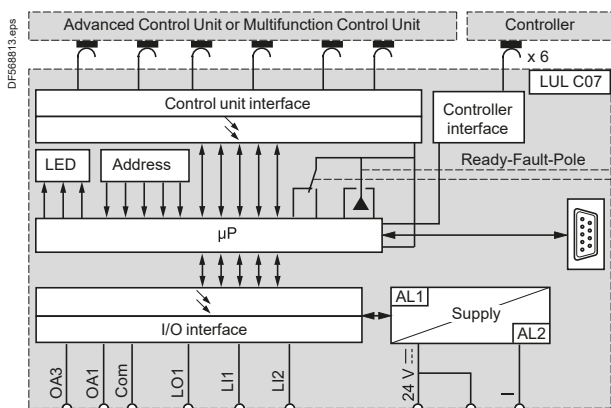 DF568813.eps
Advanced Control Unit or Multifunction Control Unit
Controller
x 6
LUL C07
Control unit interface
Controller
interface
LED
Address
Ready-Fault-Pole
µP
AL1
Supply
AL2
I/O interface
OA3
OA1
Com
LO1
LI1
LI2
24 V